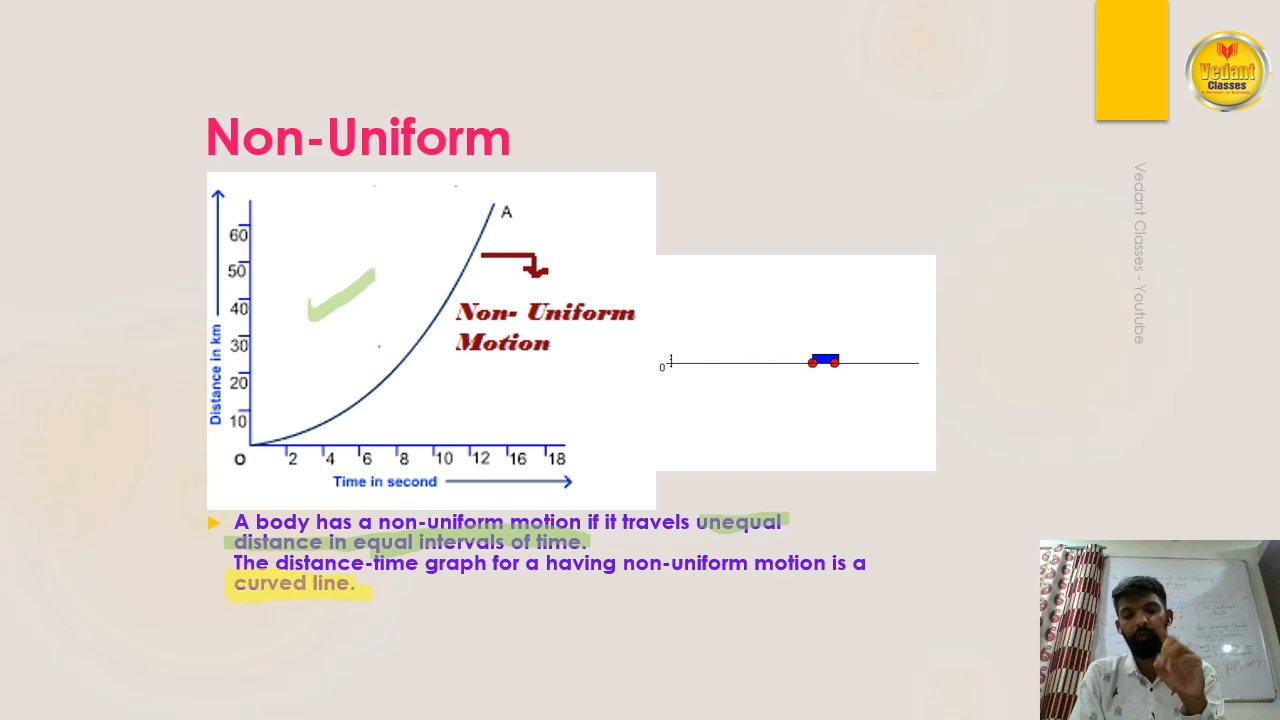 Vedant
Classes
Non-Uniform
Vedant Classes - Youtube
A
60
50
40
30
20
10
Distance in km
Non- Uniform
Motion
O
2 4 6 8 10 12 16 18
Time in second
0
A body has a non-uniform motion if it travels unequal
distance in equal intervals of time.
The distance-time graph for a having non-uniform motion is a
curved line.